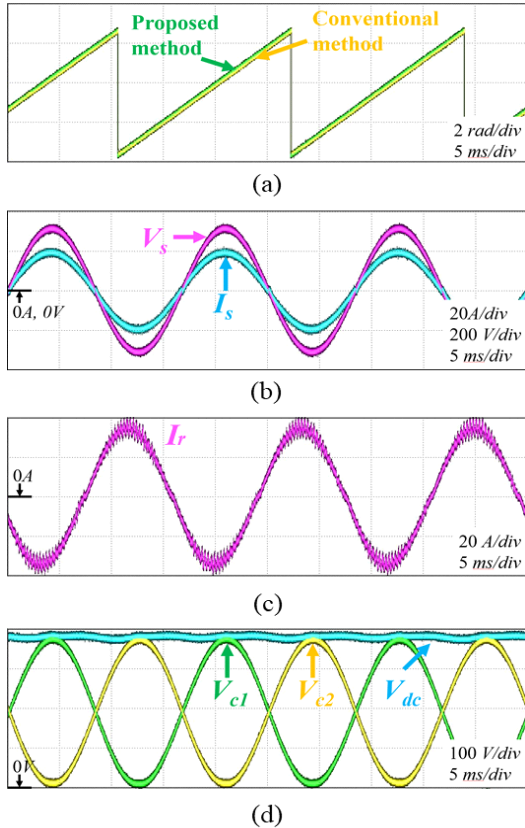 Proposed
method
Conventional
method
2 rad/div
5 ms/div
(a)
Vs
Is
0A, 0V
20A/div
200 V/div
5 ms/div
(b)
Ir
0A
20 A/div
5 ms/div
(c)
Vc1
Vc2
Vdc
0V
100 V/div
5 ms/div
(d)